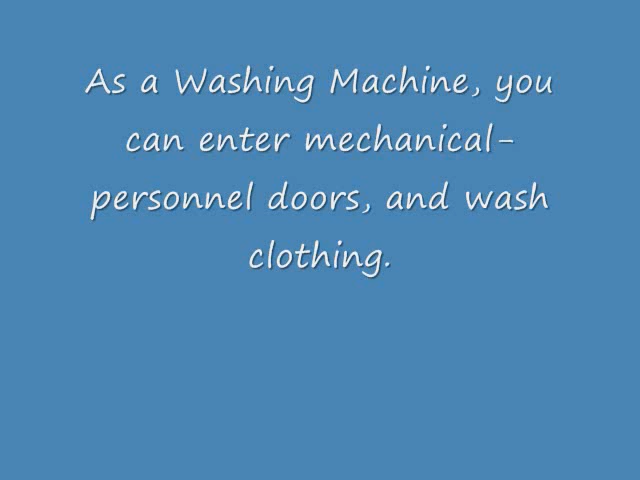 As a Washing Machine, you
can enter mechanical-
personnel doors, and wash
clothing.